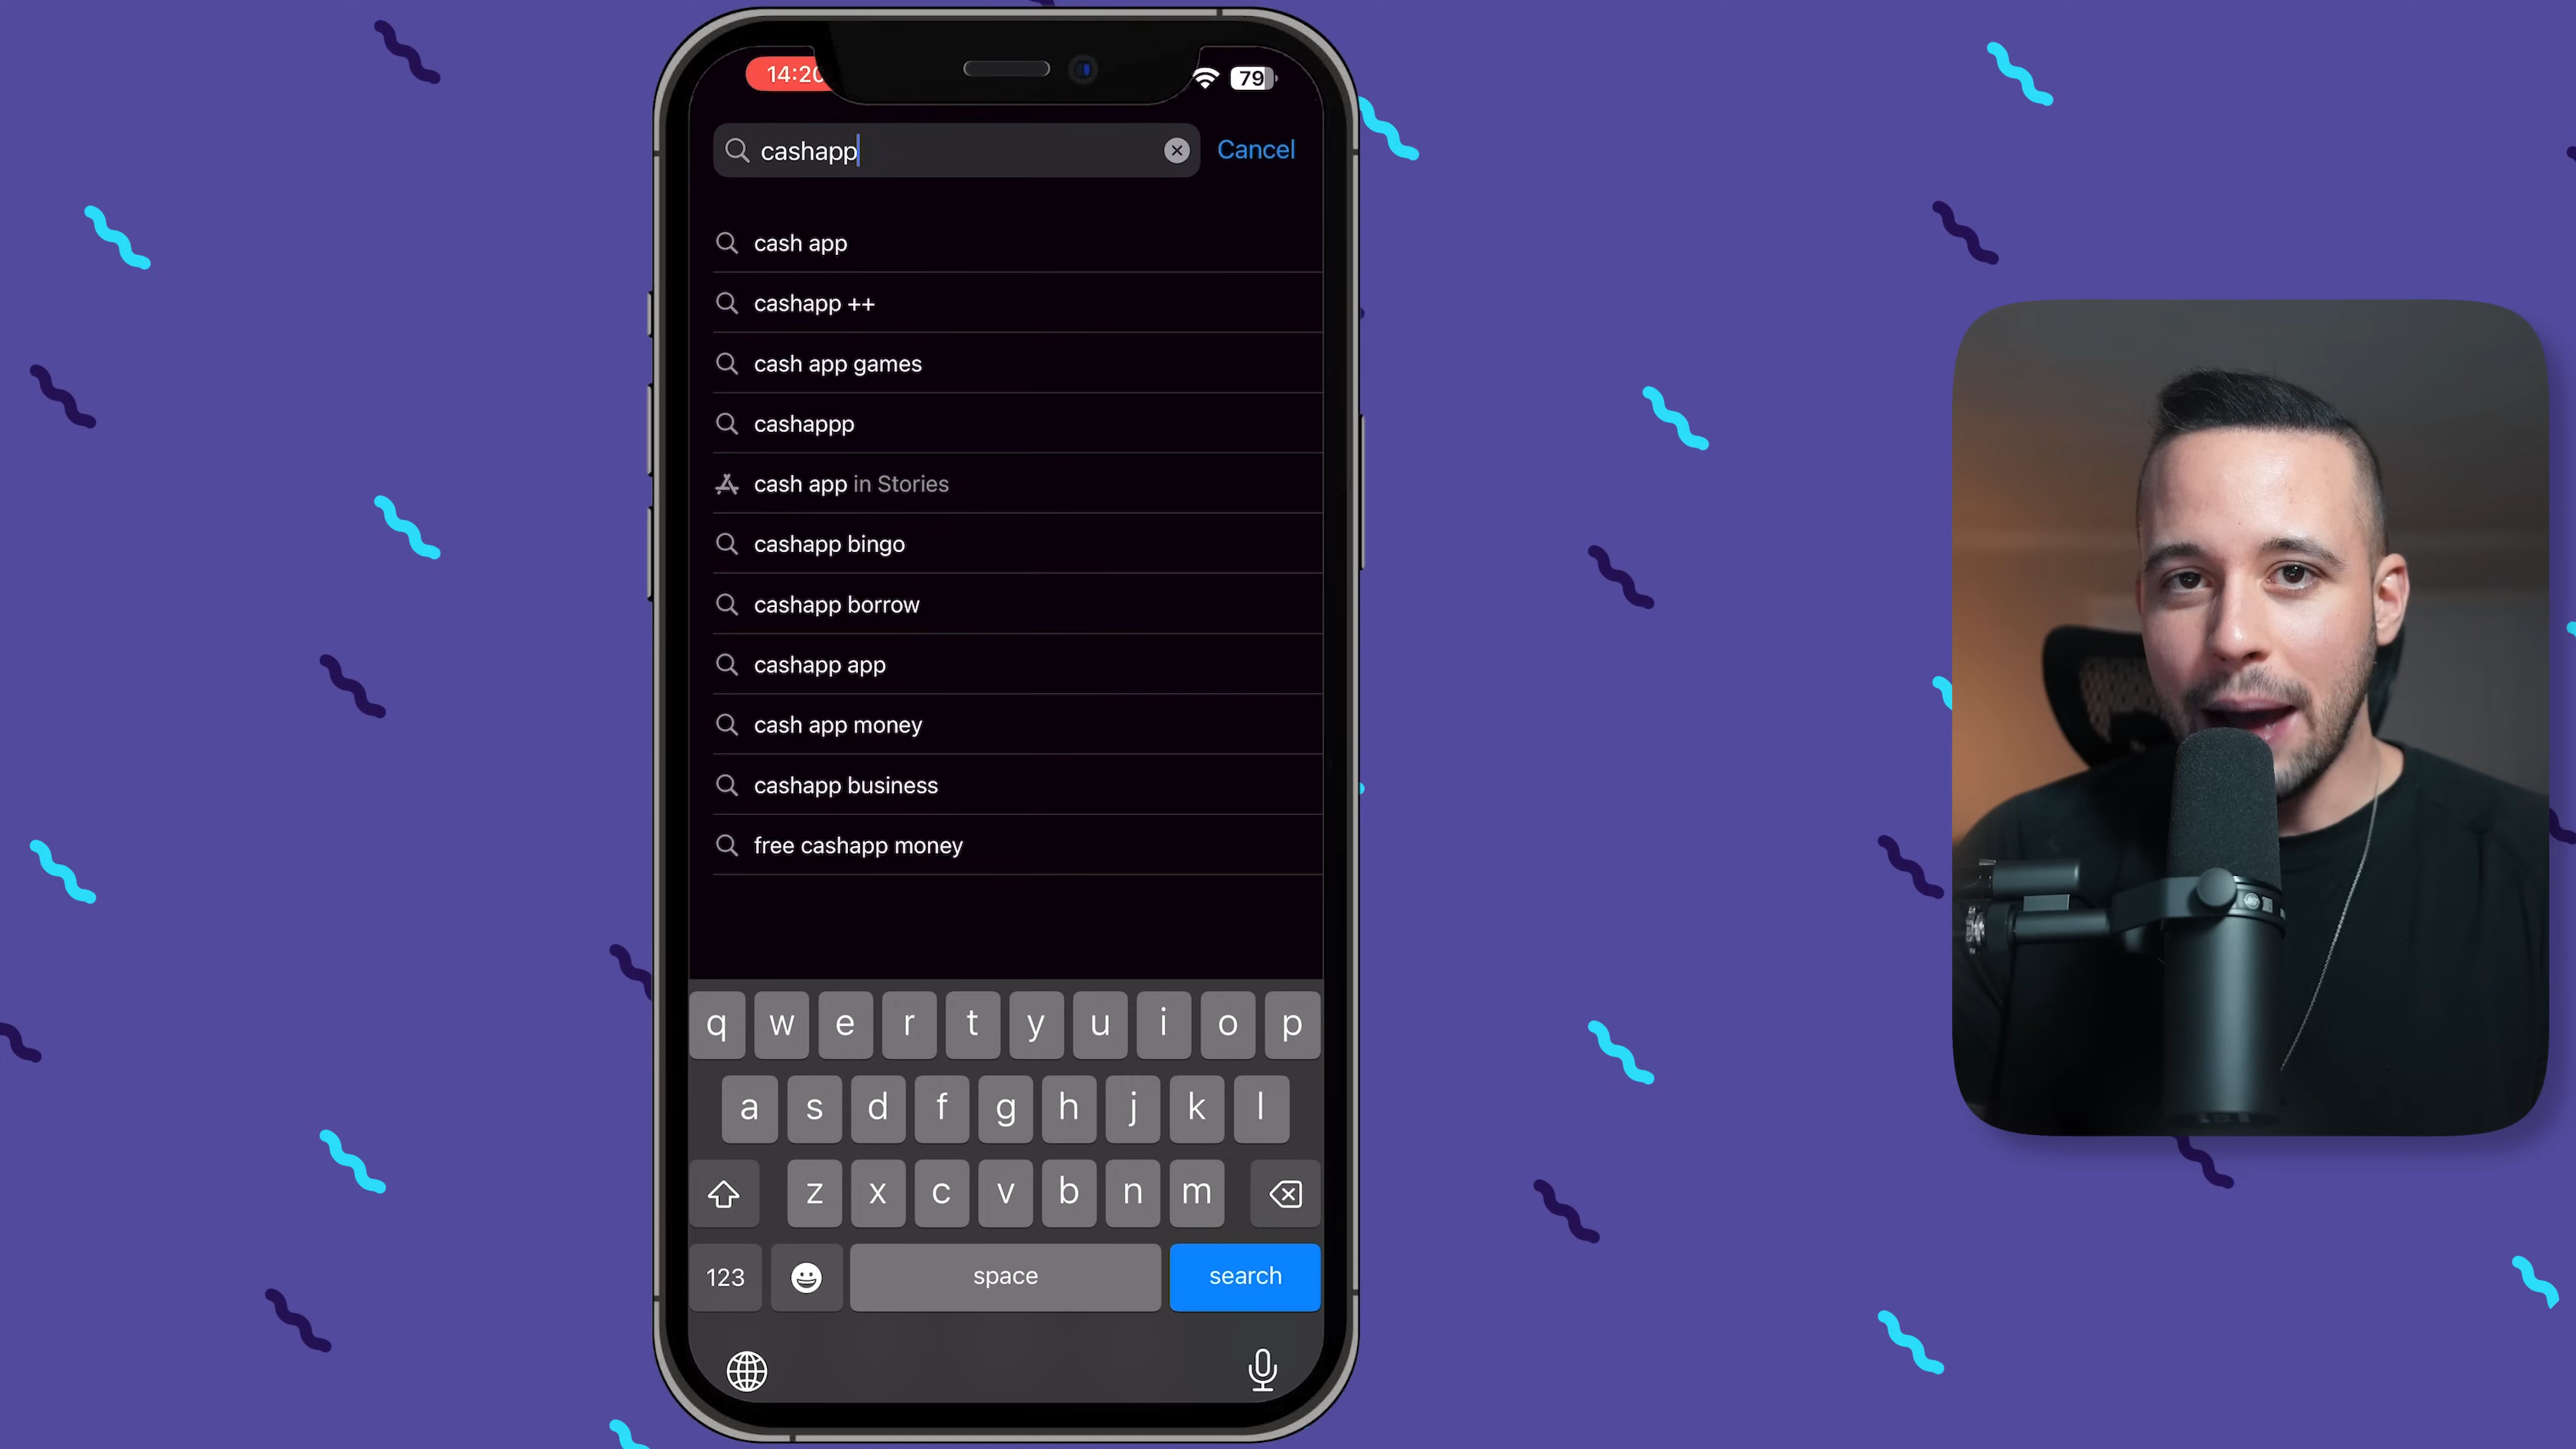 14:20
79
cashapp
Cancel
cash app
cashapp ++
cash app games
cashappp
cash app in Stories
cashapp bingo
cashapp borrow
cashapp app
cash app money
cashapp business
free cashapp money
q w e r t y u i o p
a s d f g h j k l
z x c v b n m
123
space
search